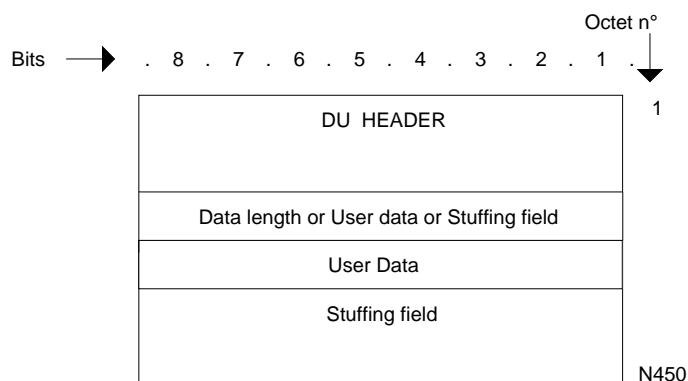 Octet n°
Bits . 8 . 7 . 6 . 5 . 4 . 3 . 2 . 1 .
DU HEADER 1
Data length or User data or Stuffing field
User Data
Stuffing field
N450